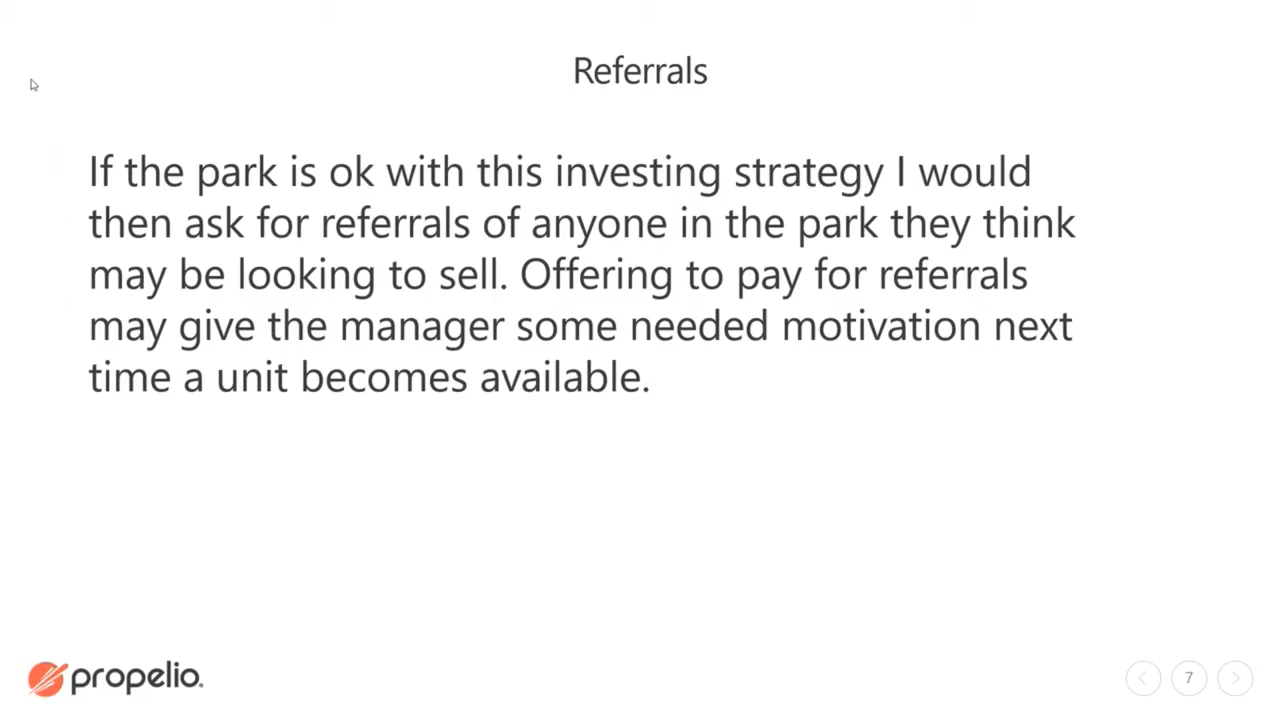 Referrals
If the park is ok with this investing strategy I would
then ask for referrals of anyone in the park they think
may be looking to sell. Offering to pay for referrals
may give the manager some needed motivation next
time a unit becomes available.
propelio.
7